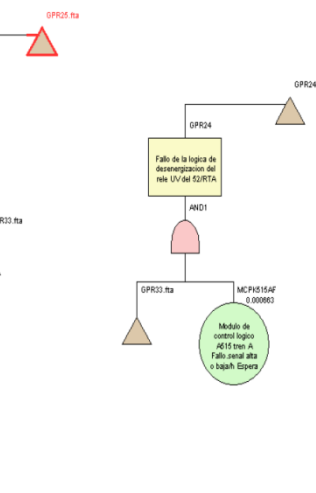 GPR25.fta
GPR24
GPR24
Fallo de la logica de
desenergizacion del
rele UV del 52/RTA
R33.fta
AND1
GPR33.fta
MCPK515AF
0.000863
Modulo de
control logico
A515 tren A
Fallo.senal alta
o baja/h Espera